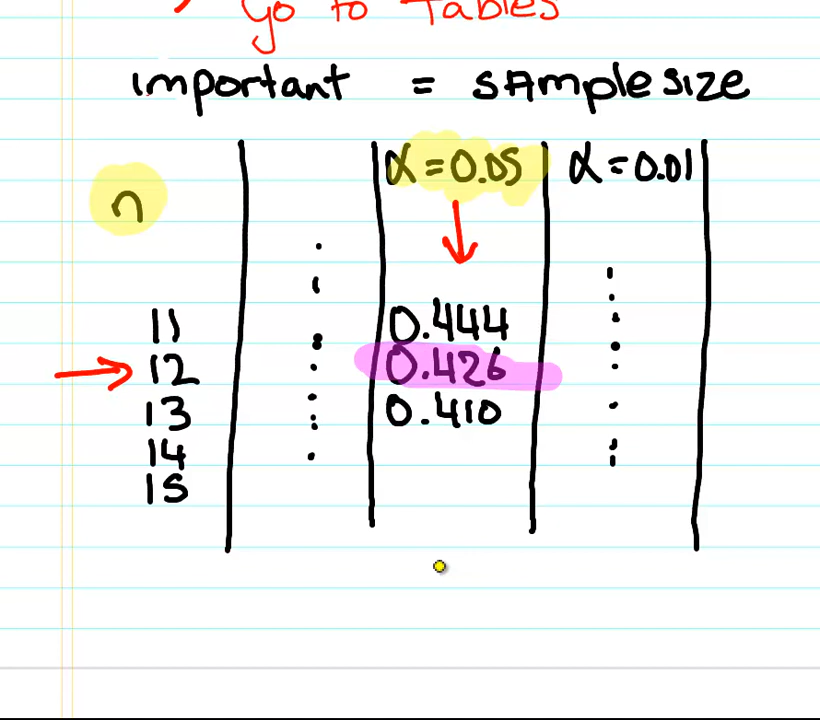 Go to Tables
important = SAmple size
n α = 0.05 α = 0.01
11 0.444
12 0.426
13 0.410
14
15